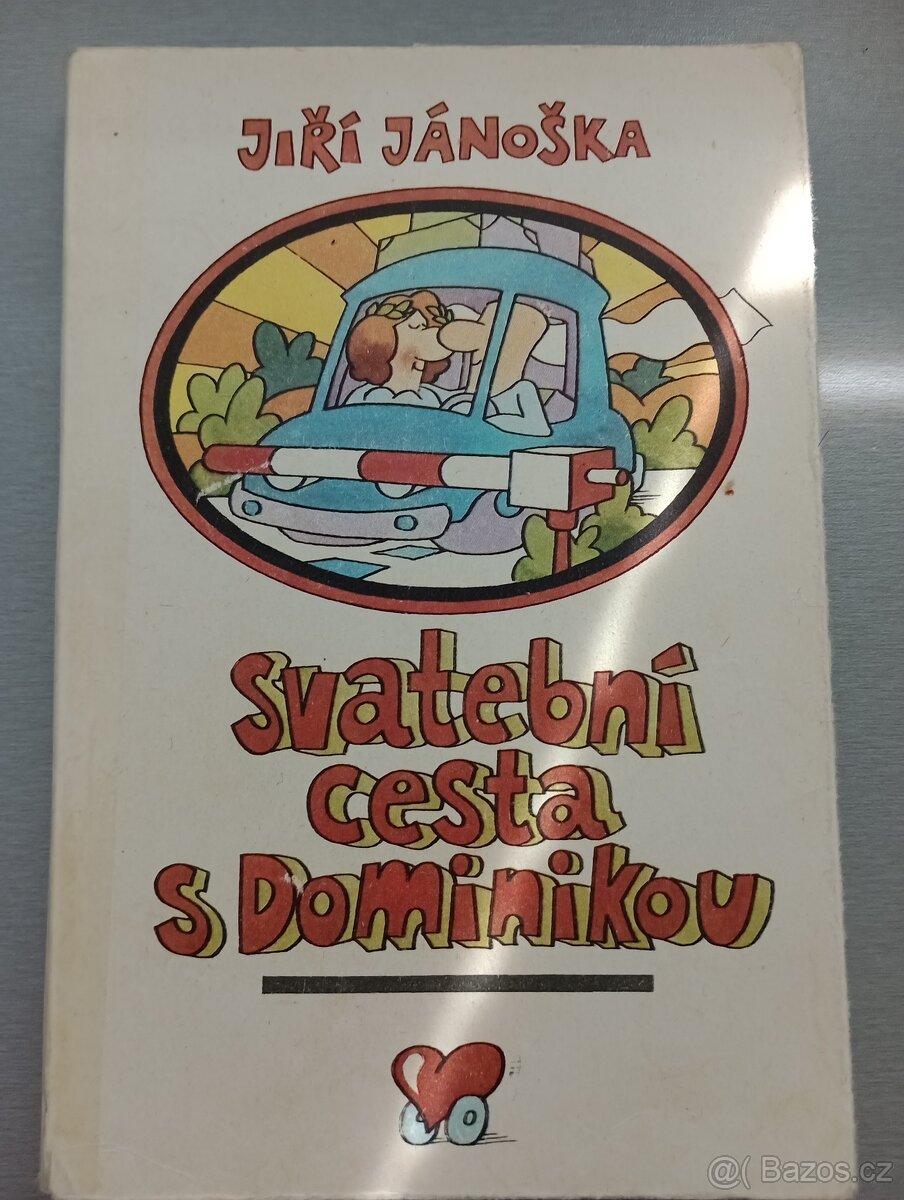 JIŘÍ JÁNOŠKA
Svatební
cesta
s Dominikou
@( Bazos.cz